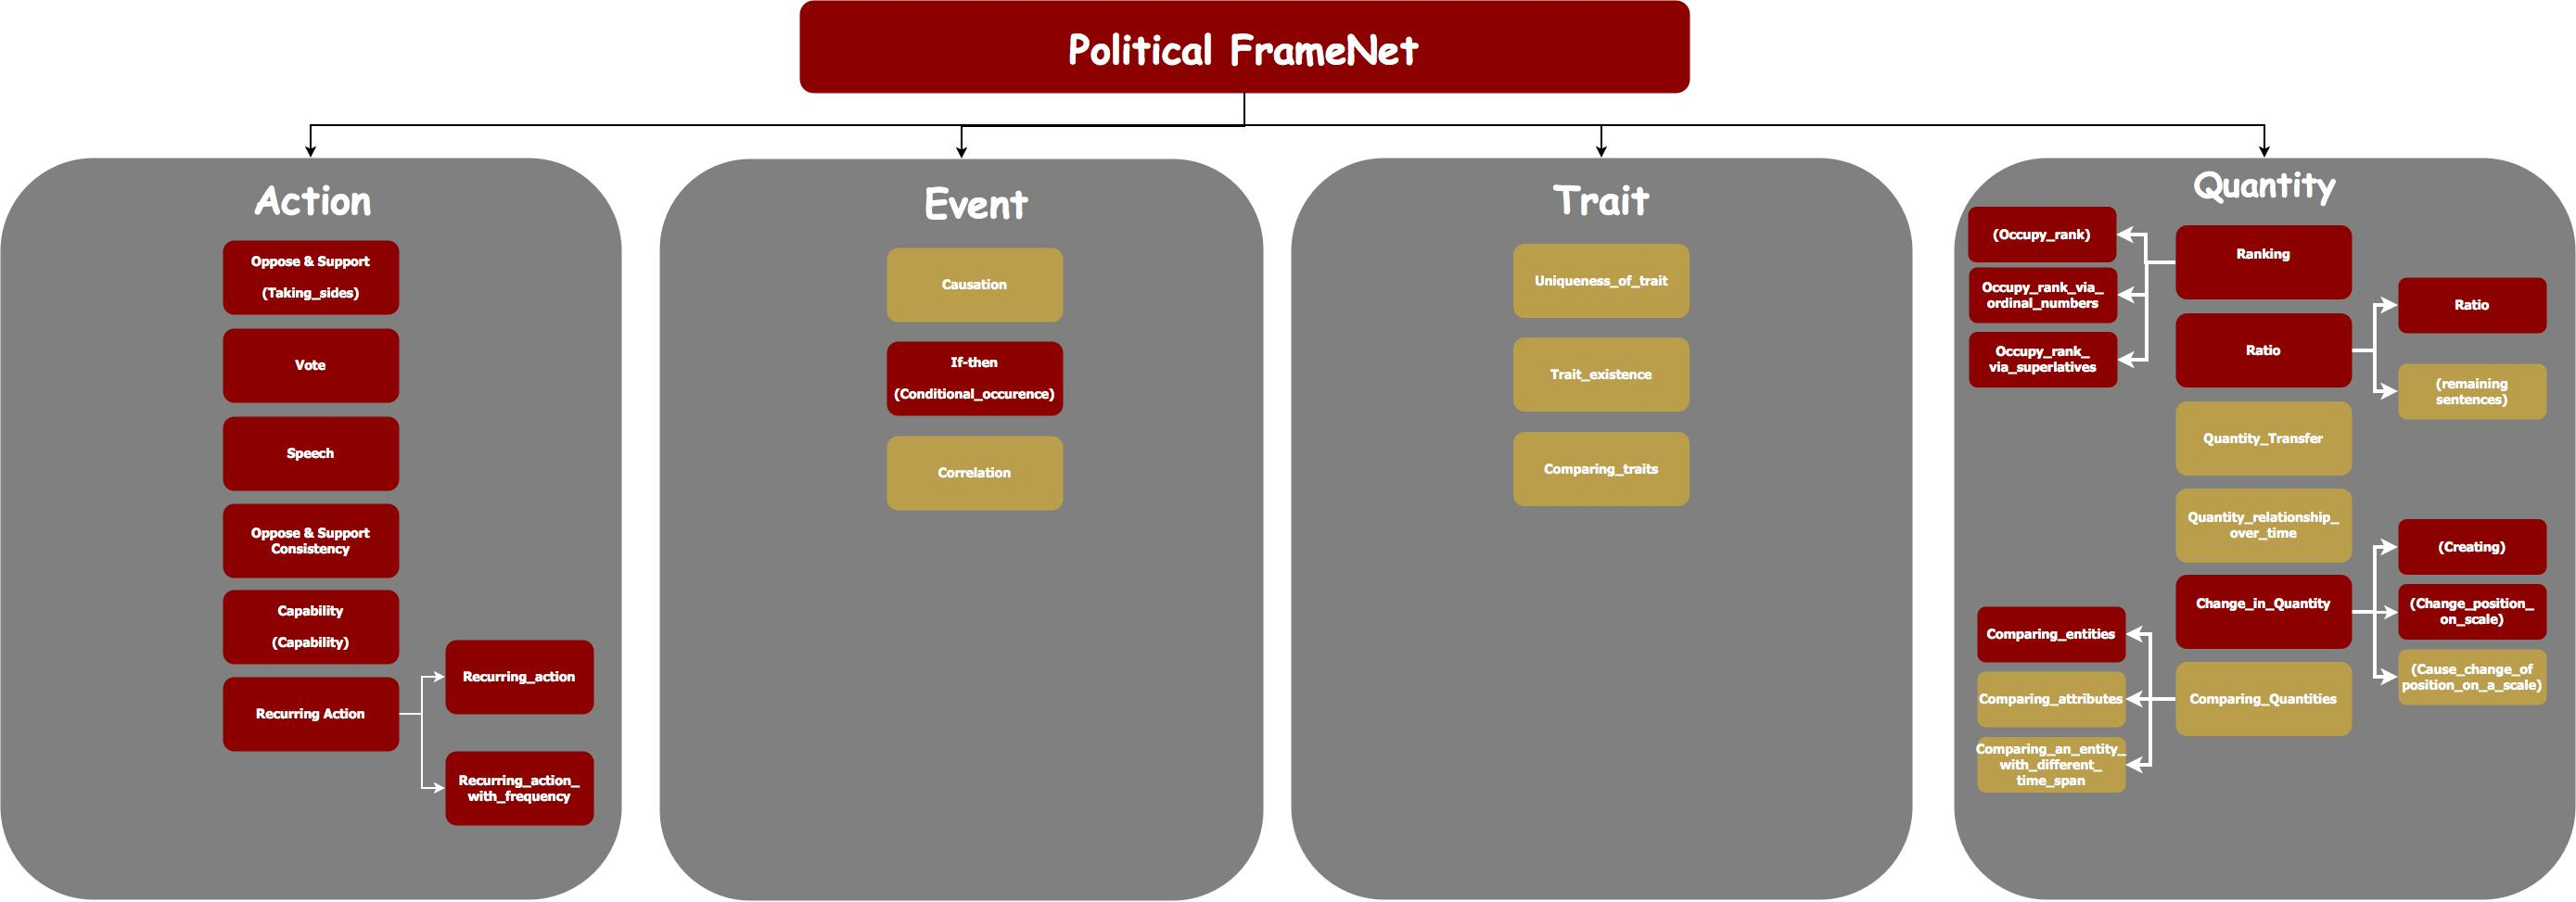 Political FrameNet
Action
Oppose & Support
(Taking_sides)
Vote
Speech
Oppose & Support
Consistency
Capability
(Capability)
Recurring Action
Recurring_action
Recurring_action_
with_frequency
Event
Causation
If-then
(Conditional_occurence)
Correlation
Trait
Uniqueness_of_trait
Trait_existence
Comparing_traits
Quantity
Ranking
(Occupy_rank)
Occupy_rank_via_
ordinal_numbers
Occupy_rank_
via_superlatives
Ratio
Ratio
(remaining
sentences)
Quantity_Transfer
Quantity_relationship_
over_time
Change_in_Quantity
(Creating)
(Change_position_
on_scale)
(Cause_change_of
position_on_a_scale)
Comparing_Quantities
Comparing_entities
Comparing_attributes
Comparing_an_entity_
with_different_
time_span